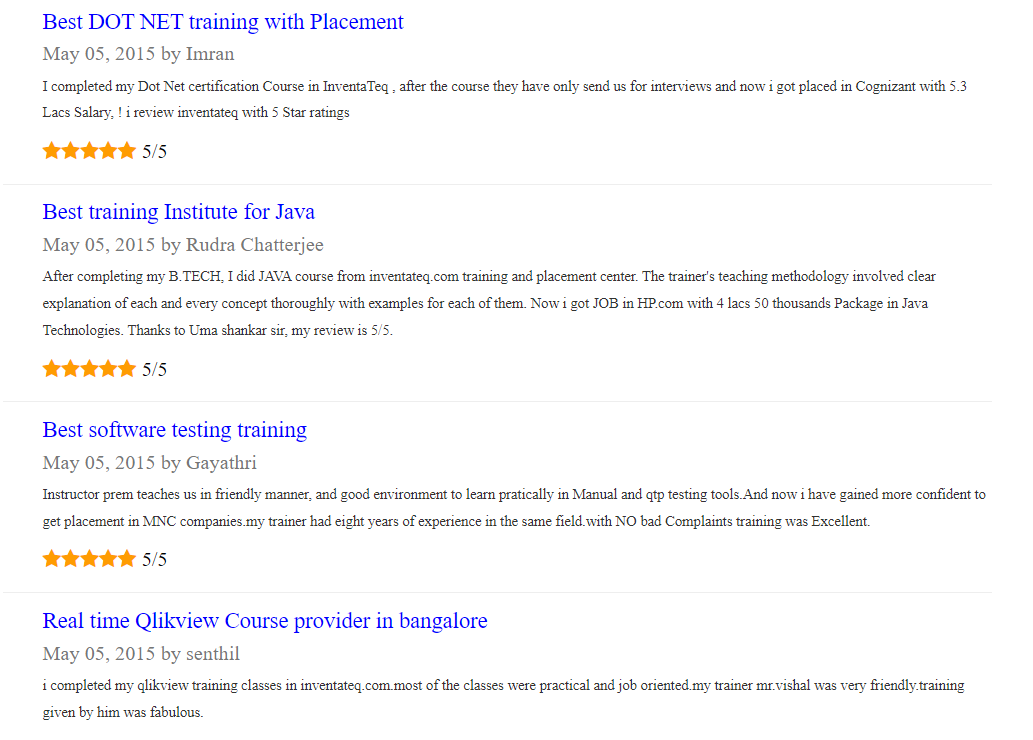 Best DOT NET training with Placement
May 05, 2015 by Imran
I completed my Dot Net certification Course in InventaTeq , after the course they have only send us for interviews and now i got placed in Cognizant with 5.3
Lacs Salary, ! i review inventateq with 5 Star ratings
5/5
Best training Institute for Java
May 05, 2015 by Rudra Chatterjee
After completing my B.TECH, I did JAVA course from inventateq.com training and placement center. The trainer's teaching methodology involved clear
explanation of each and every concept thoroughly with examples for each of them. Now i got JOB in HP.com with 4 lacs 50 thousands Package in Java
Technologies. Thanks to Uma shankar sir, my review is 5/5.
5/5
Best software testing training
May 05, 2015 by Gayathri
Instructor prem teaches us in friendly manner, and good environment to learn pratically in Manual and qtp testing tools.And now i have gained more confident to
get placement in MNC companies.my trainer had eight years of experience in the same field.with NO bad Complaints training was Excellent.
5/5
Real time Qlikview Course provider in bangalore
May 05, 2015 by senthil
i completed my qlikview training classes in inventateq.com.most of the classes were practical and job oriented.my trainer mr.vishal was very friendly.training
given by him was fabulous.